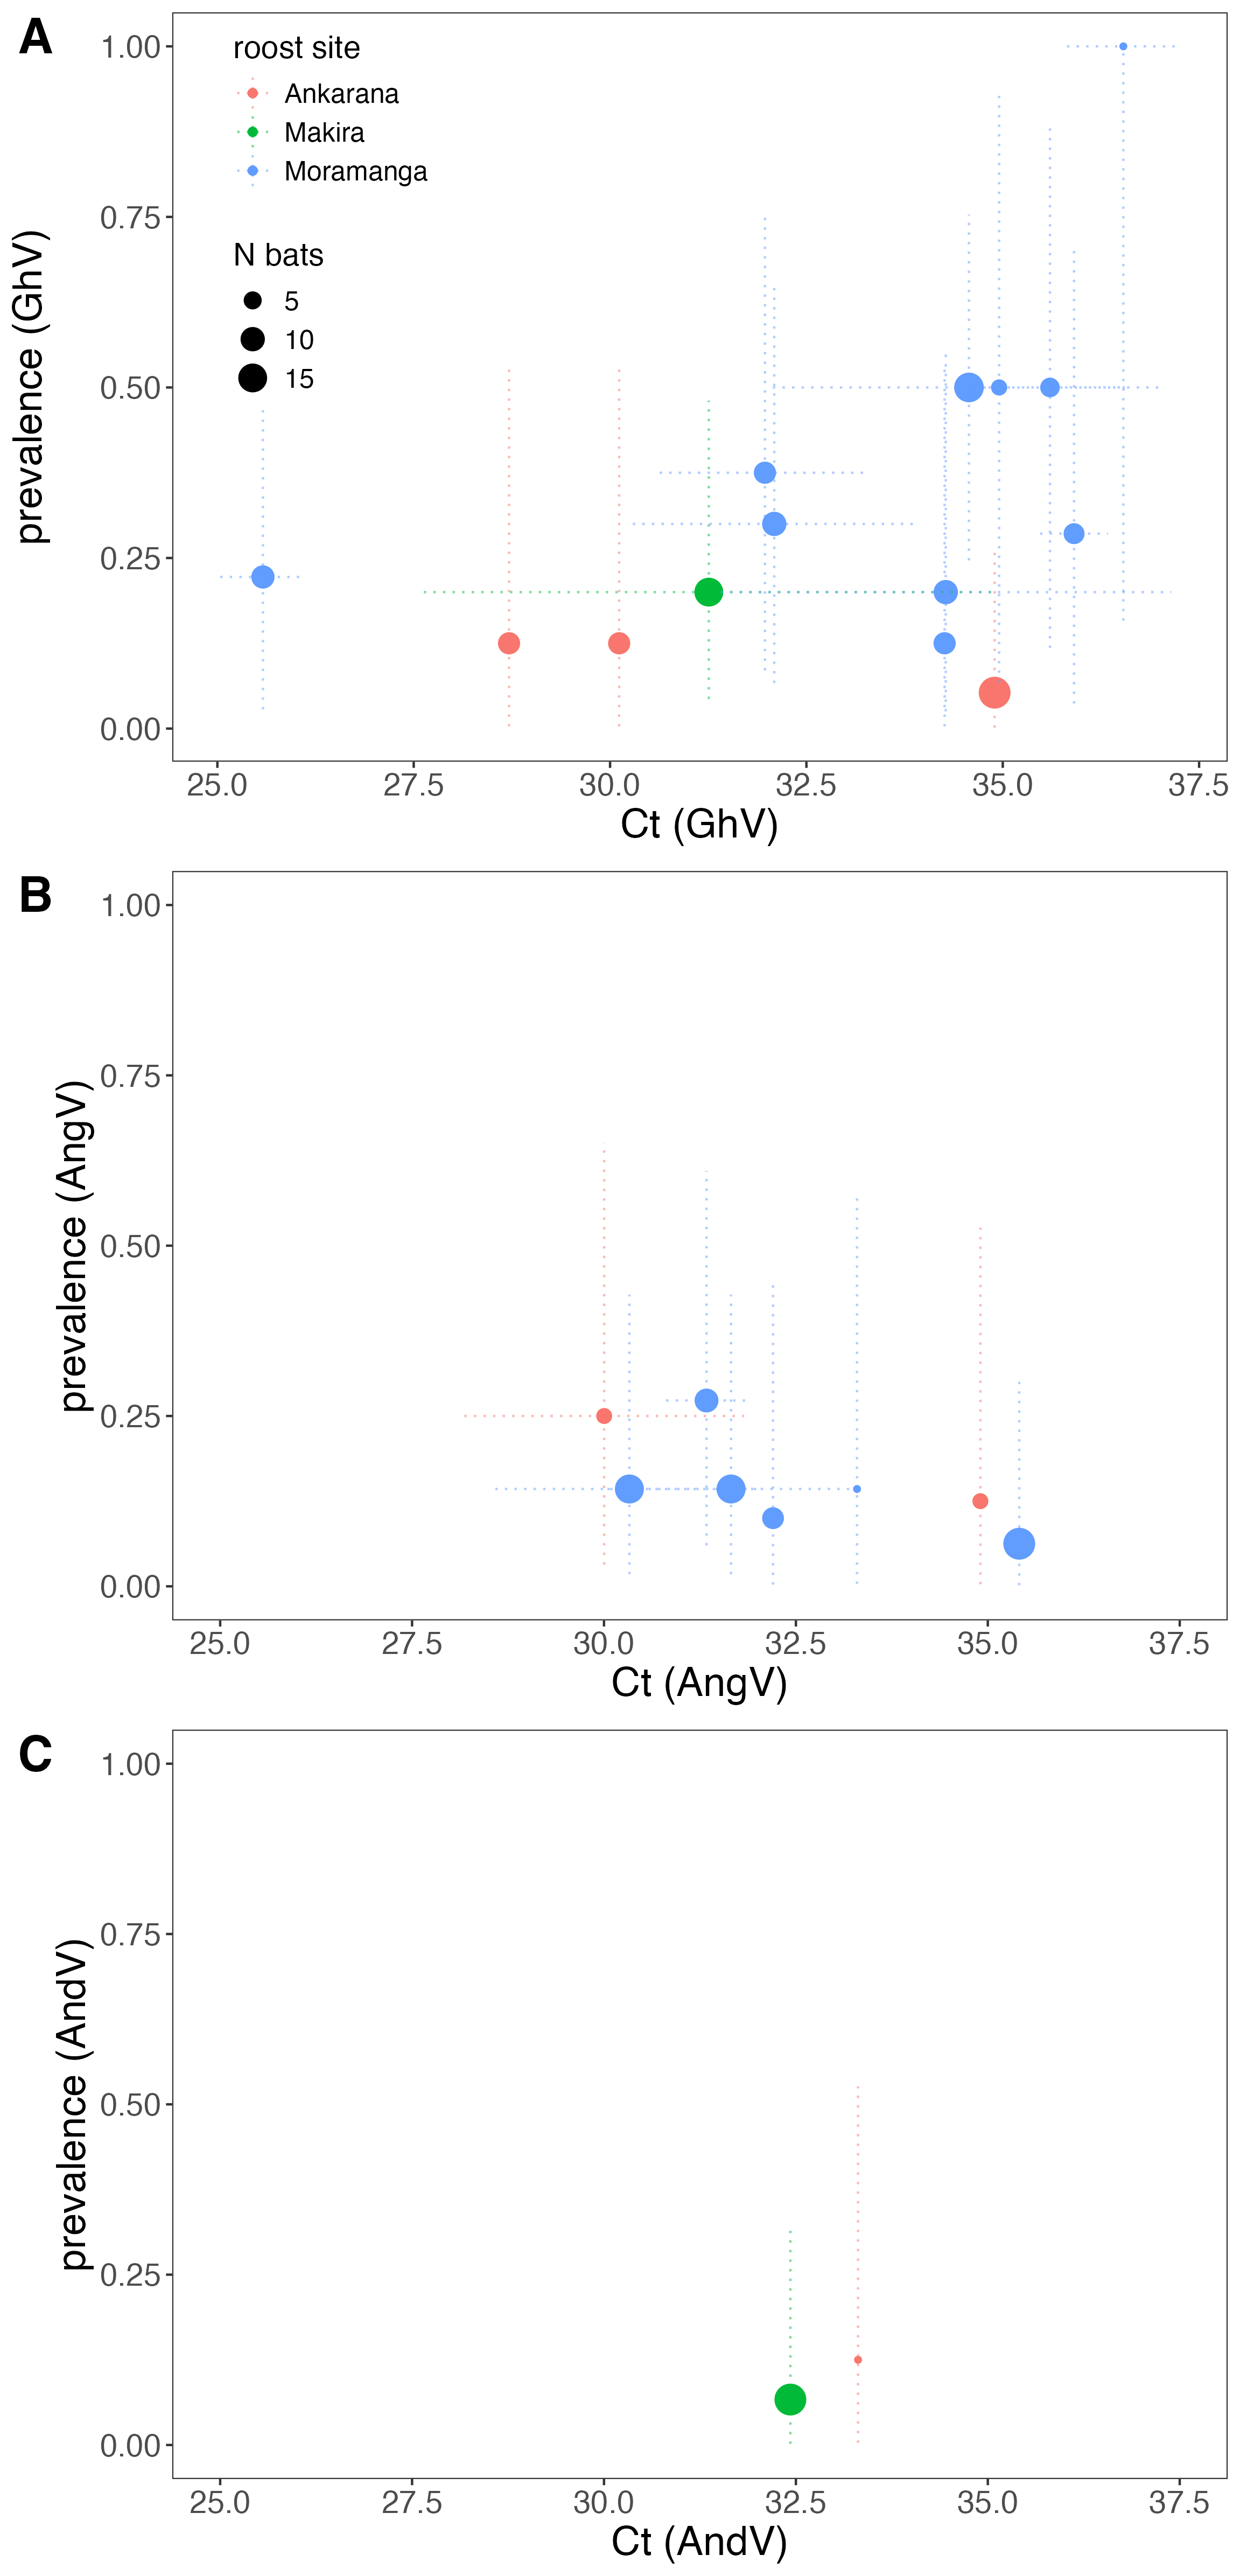 A
prevalence (GhV)
1.00
0.75
0.50
0.25
0.00
roost site
Ankarana
Makira
Moramanga
N bats
5
10
15
25.0 27.5 30.0 32.5 35.0 37.5
Ct (GhV)
B
prevalence (AngV)
1.00
0.75
0.50
0.25
0.00
25.0 27.5 30.0 32.5 35.0 37.5
Ct (AngV)
C
prevalence (AndV)
1.00
0.75
0.50
0.25
0.00
25.0 27.5 30.0 32.5 35.0 37.5
Ct (AndV)